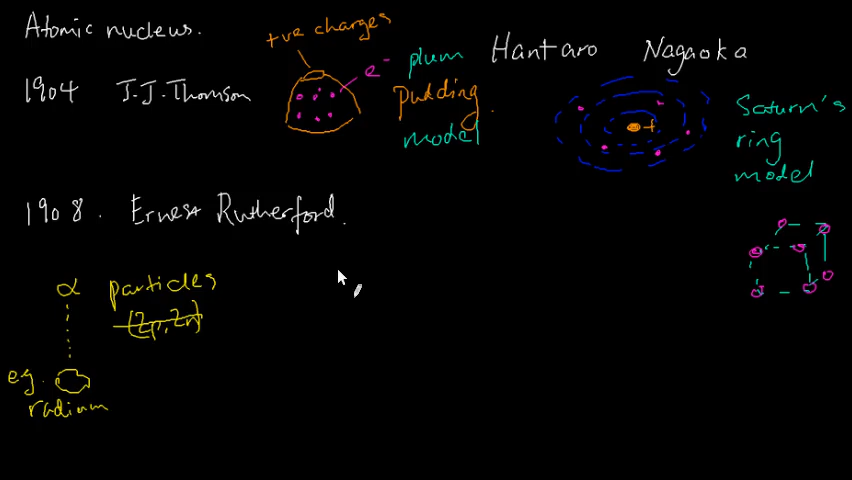 Atomic nucleus.
1904 J.J. Thomson
+ve charges
e⁻
plum
Pudding.
model
Hantaro Nagaoka
+
Saturn's
ring
model
1908. Ernest Rutherford.
α particles
(2p, 2n)
eg.
radium